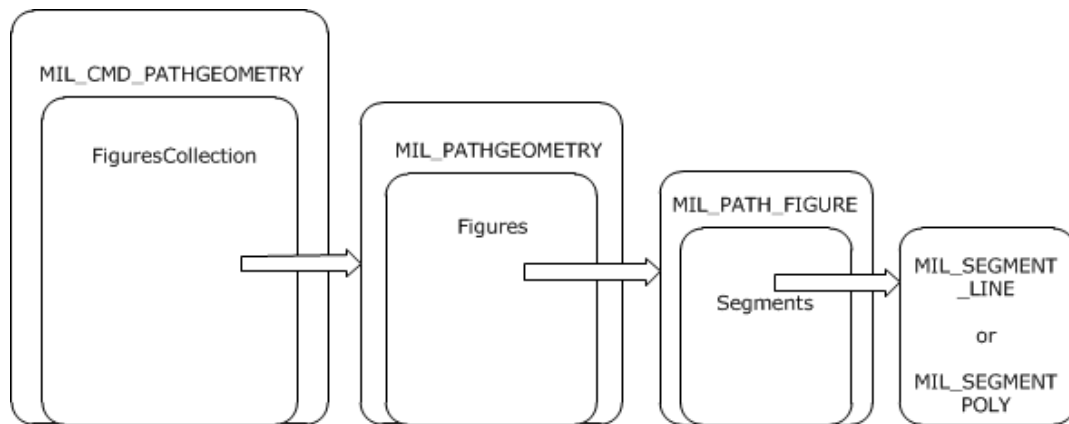 MIL_CMD_PATHGEOMETRY
FiguresCollection
MIL_PATHGEOMETRY
Figures
MIL_PATH_FIGURE
Segments
MIL_SEGMENT
_LINE
or
MIL_SEGMENT
POLY